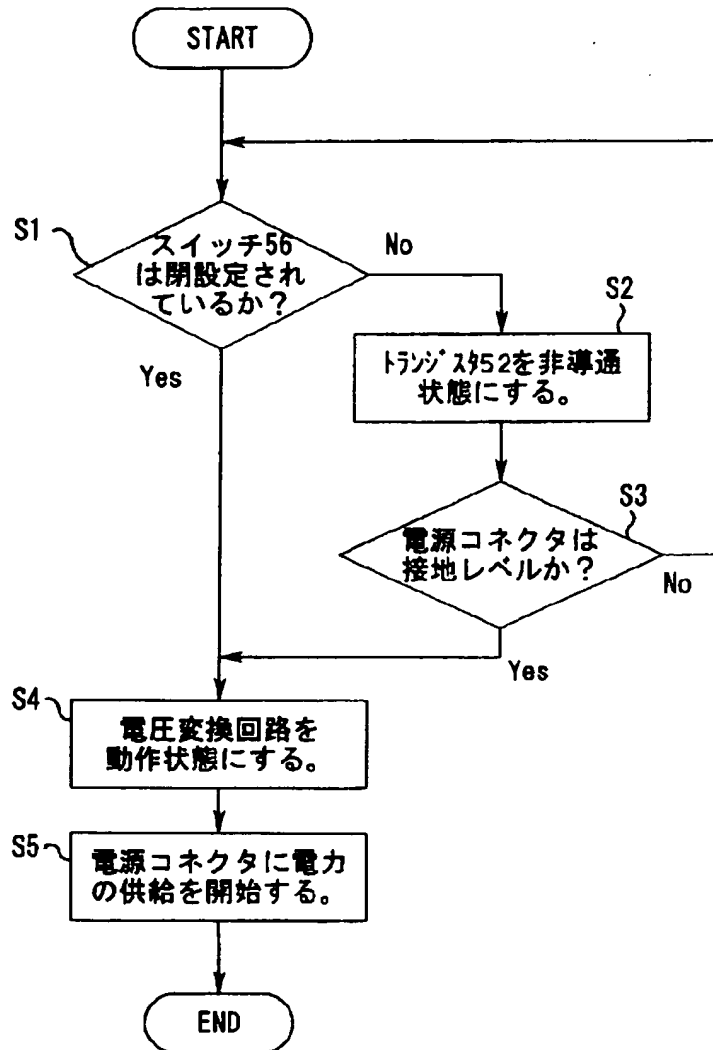 START
S1
スイッチ56
は閉設定され
ているか？
No
Yes
S2
ﾄﾗﾝｼﾞｽﾀ52を非導通
状態にする。
S3
電源コネクタは
接地レベルか？
No
Yes
S4
電圧変換回路を
動作状態にする。
S5
電源コネクタに電力
の供給を開始する。
END